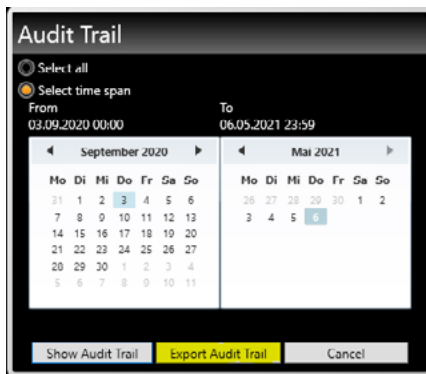 Audit Trail
Select all
Select time span
From To
03.09.2020 00:00 06.05.2021 23:59
September 2020 Mai 2021
Mo Di Mi Do Fr Sa So Mo Di Mi Do Fr Sa So
31 1 2 3 4 5 6 26 27 28 29 30 1 2
7 8 9 10 11 12 13 3 4 5 6
14 15 16 17 18 19 20
21 22 23 24 25 26 27
28 29 30 1 2 3 4
5 6 7 8 9 10 11
Show Audit Trail Export Audit Trail Cancel